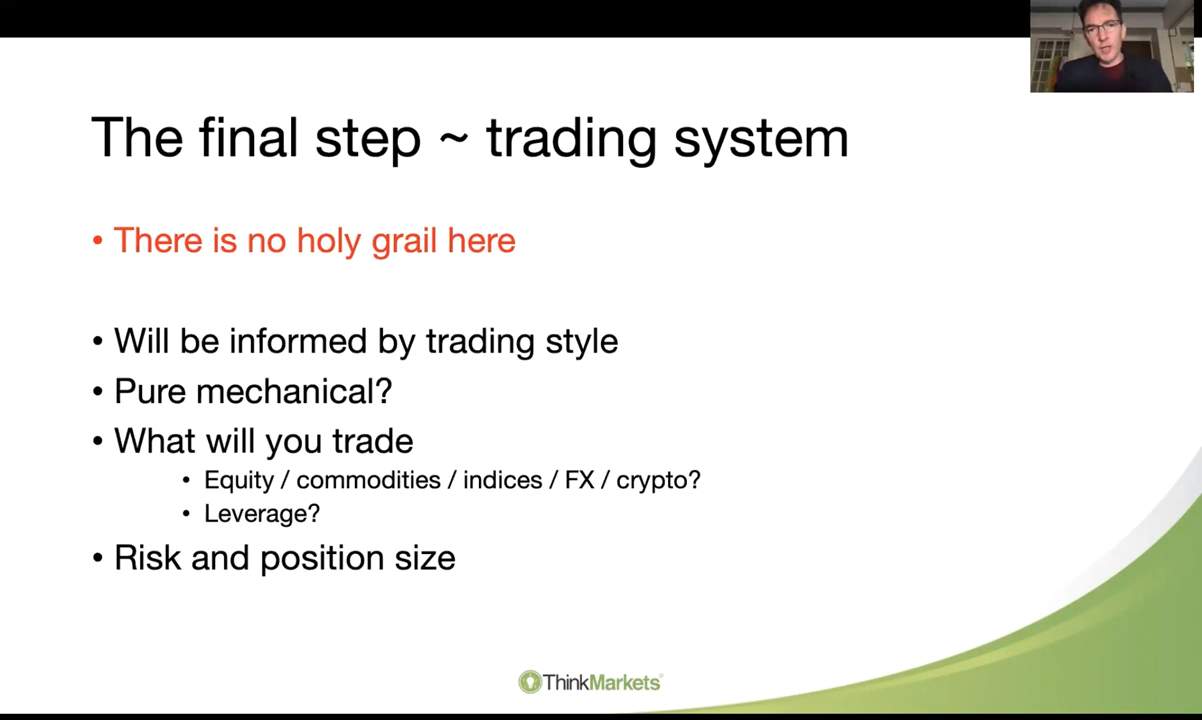 The final step ~ trading system
• There is no holy grail here
• Will be informed by trading style
• Pure mechanical?
• What will you trade
• Equity / commodities / indices / FX / crypto?
• Leverage?
• Risk and position size
ThinkMarkets